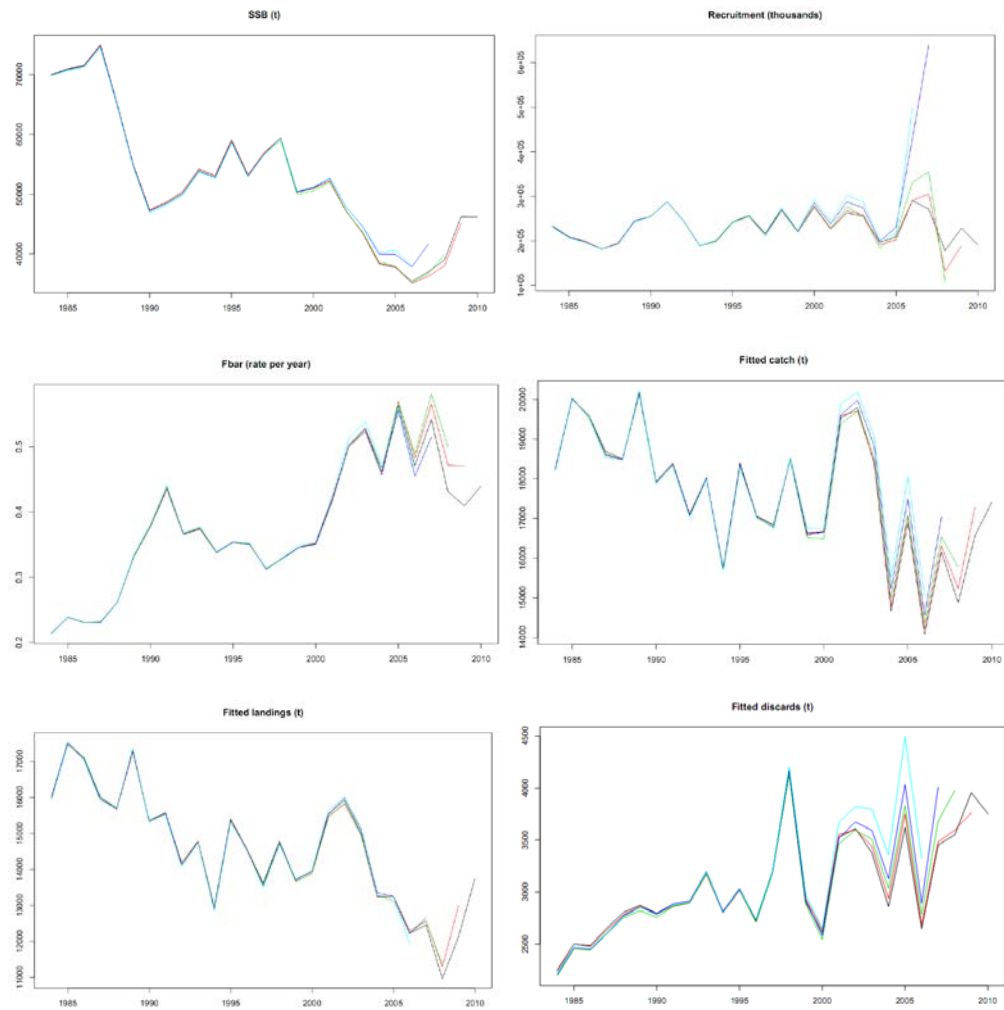 SSB (t)
70000
60000
50000
40000
1985 1990 1995 2000 2005 2010
Recruitment (thousands)
6e+05
5e+05
4e+05
3e+05
2e+05
1e+05
1985 1990 1995 2000 2005 2010
Fbar (rate per year)
0.5
0.4
0.3
0.2
1985 1990 1995 2000 2005 2010
Fitted catch (t)
20000
19000
18000
17000
16000
15000
14000
1985 1990 1995 2000 2005 2010
Fitted landings (t)
17000
16000
15000
14000
13000
12000
11000
1985 1990 1995 2000 2005 2010
Fitted discards (t)
4500
4000
3500
3000
2500
1985 1990 1995 2000 2005 2010